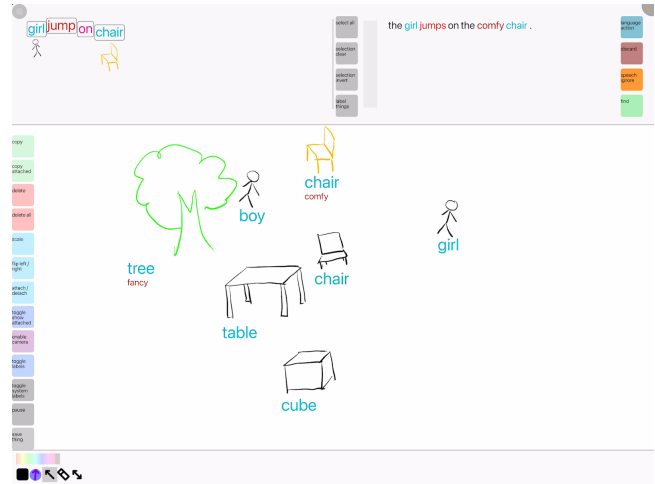 girl jump on chair
select all
selection clear
selection invert
label things
the girl jumps on the comfy chair .
language action
discard
speech ignore
find
copy
copy attached
delete
delete all
scale
flip left / right
attach / detach
toggle show attached
enable camera
toggle labels
toggle system labels
pause
save thing
chair
comfy
boy
girl
tree
fancy
chair
table
cube